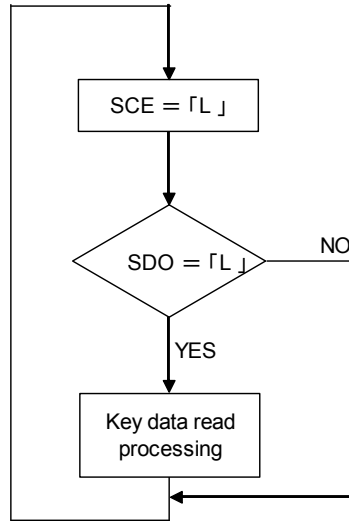 SCE = ｢L｣
SDO = ｢L｣
NO
YES
Key data read
processing